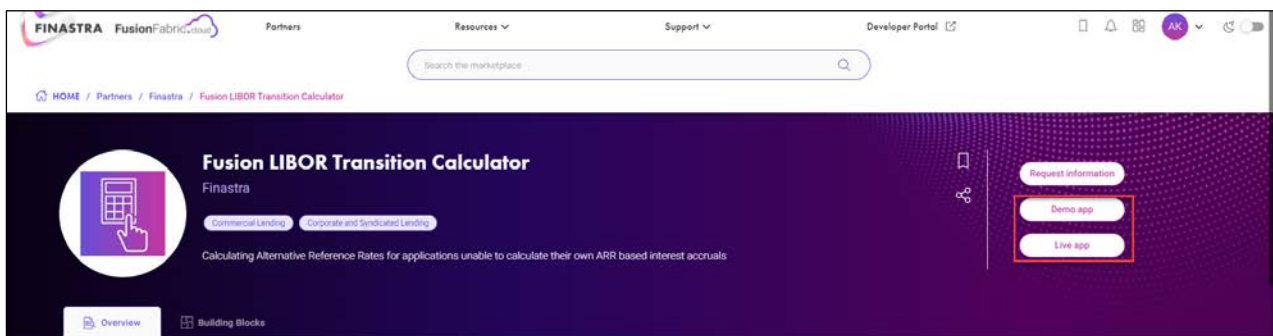 FINASTRA FusionFabric.cloud Partners Resources Support Developer Portal AK
Search the marketplace
HOME / Partners / Finastra / Fusion LIBOR Transition Calculator
Fusion LIBOR Transition Calculator
Finastra
Commercial Lending Corporate and Syndicated Lending
Calculating Alternative Reference Rates for applications unable to calculate their own ARR based interest accruals
Request information
Demo app
Live app
Overview Building Blocks